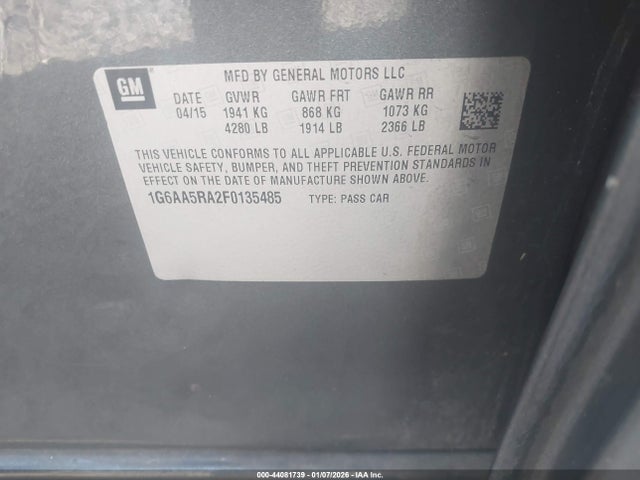 GM
MFD BY GENERAL MOTORS LLC
DATE GVWR GAWR FRT GAWR RR
04/15 1941 KG 868 KG 1073 KG
4280 LB 1914 LB 2366 LB
THIS VEHICLE CONFORMS TO ALL APPLICABLE U.S. FEDERAL MOTOR
VEHICLE SAFETY, BUMPER, AND THEFT PREVENTION STANDARDS IN
EFFECT ON THE DATE OF MANUFACTURE SHOWN ABOVE.
1G6AA5RA2F0135485 TYPE: PASS CAR
000-44081739 - 01/07/2026 - IAA Inc.